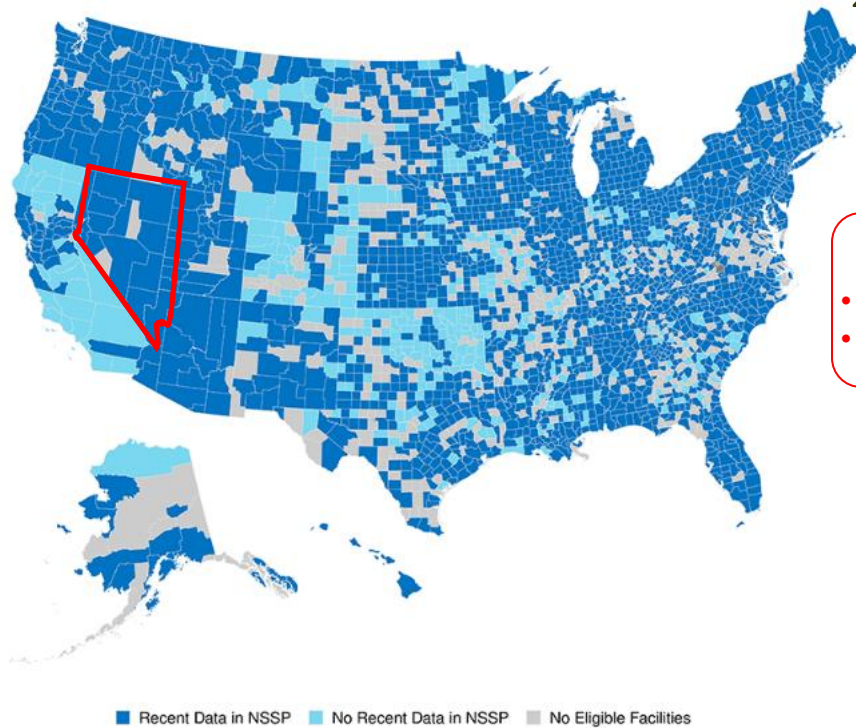 Recent Data in NSSP No Recent Data in NSSP No Eligible Facilities